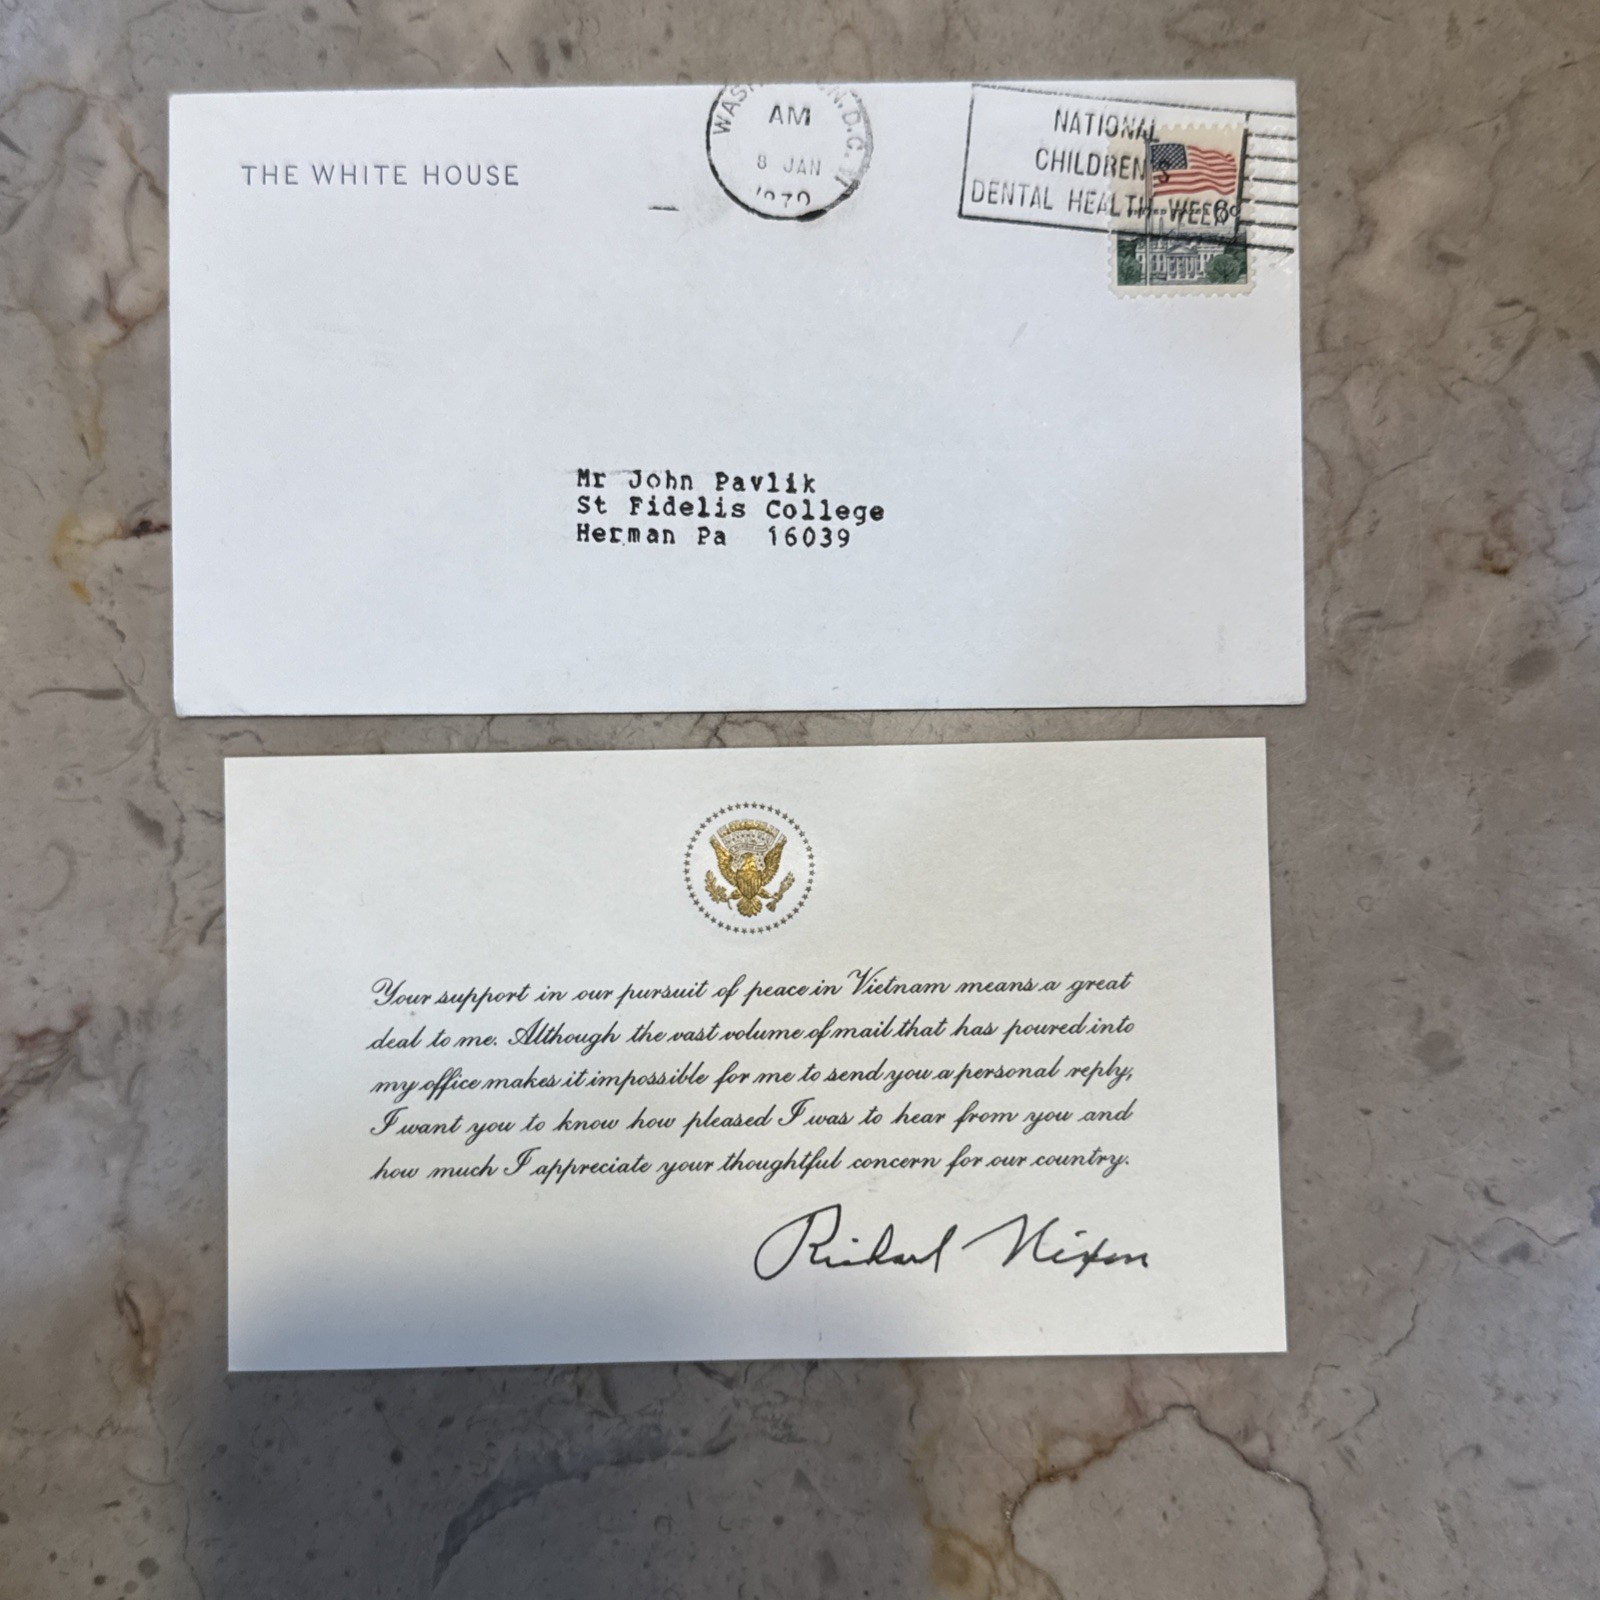 THE WHITE HOUSE
AM
8 JAN
1970
NATIONAL
CHILDREN'S
DENTAL HEALTH WEEK
6c
Mr John Pavlik
St Fidelis College
Herman Pa 16039
Your support in our pursuit of peace in Vietnam means a great
deal to me. Although the vast volume of mail that has poured into
my office makes it impossible for me to send you a personal reply,
I want you to know how pleased I was to hear from you and
how much I appreciate your thoughtful concern for our country.
Richard Nixon